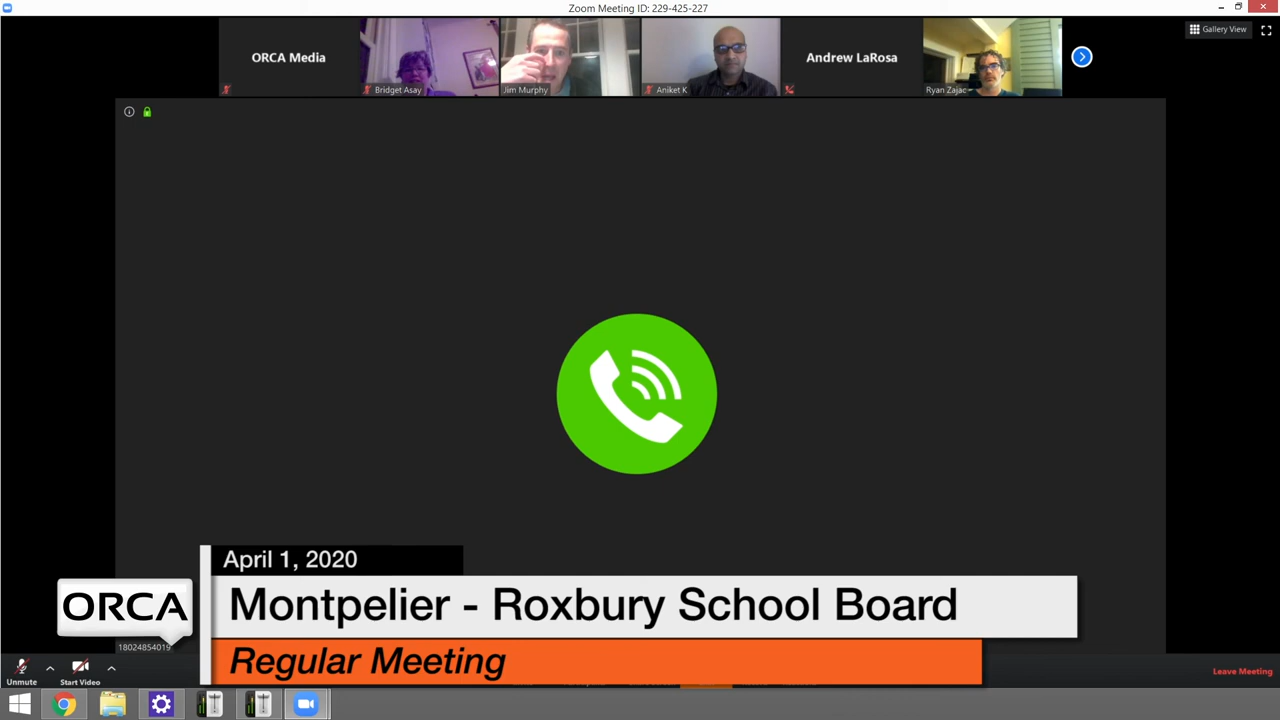 Zoom Meeting ID: 229-425-227
Gallery View
ORCA Media
Andrew LaRosa
Bridget Asay
Jim Murphy
Aniket K
Ryan Zajac
April 1, 2020
Montpelier - Roxbury School Board
ORCA
Regular Meeting
18024854019
Unmute
Start Video
Leave Meeting